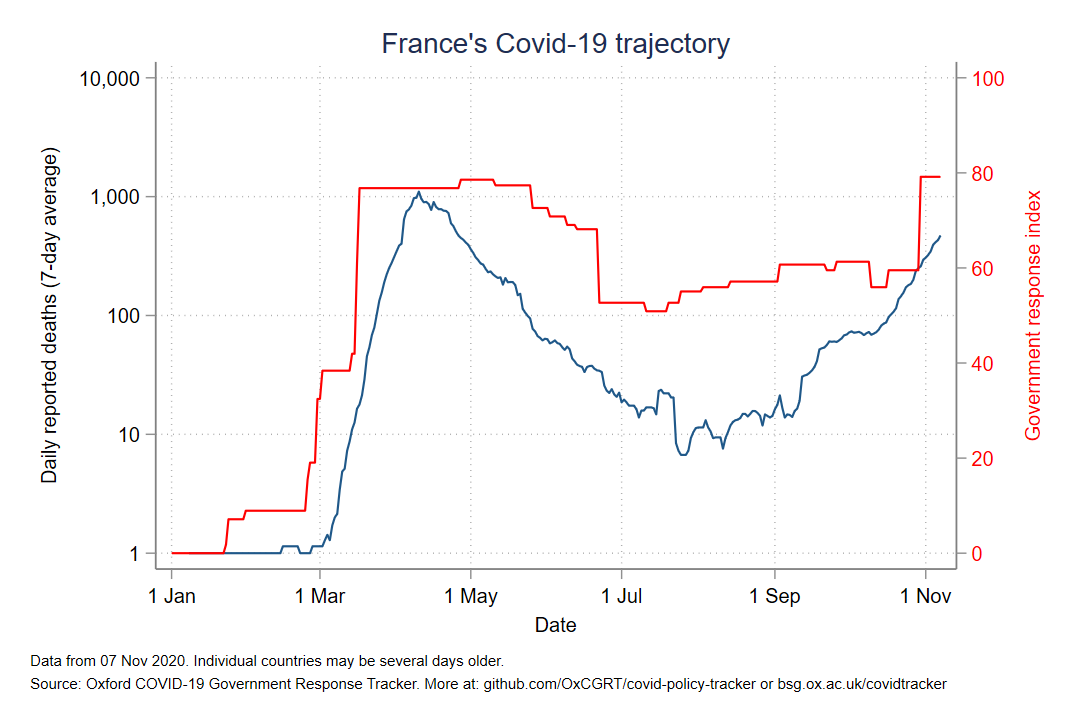 France's Covid-19 trajectory
10,000
1,000
100
10
1
Daily reported deaths (7-day average)
100
80
60
40
20
0
Government response index
1 Jan
1 Mar
1 May
1 Jul
1 Sep
1 Nov
Date
Data from 07 Nov 2020. Individual countries may be several days older.
Source: Oxford COVID-19 Government Response Tracker. More at: github.com/OxCGRT/covid-policy-tracker or bsg.ox.ac.uk/covidtracker